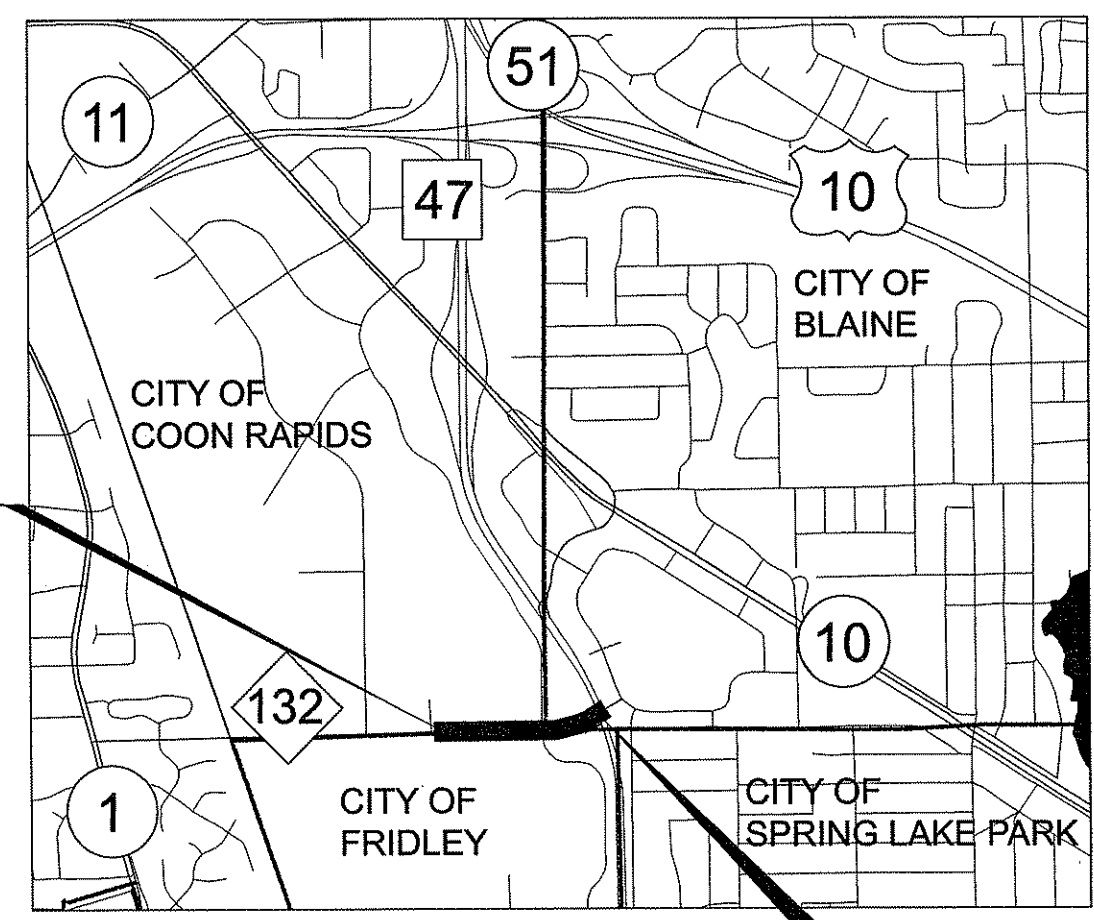 51
11
47
10
CITY OF
BLAINE
CITY OF
COON RAPIDS
10
132
1
CITY OF
FRIDLEY
CITY OF
SPRING LAKE PARK